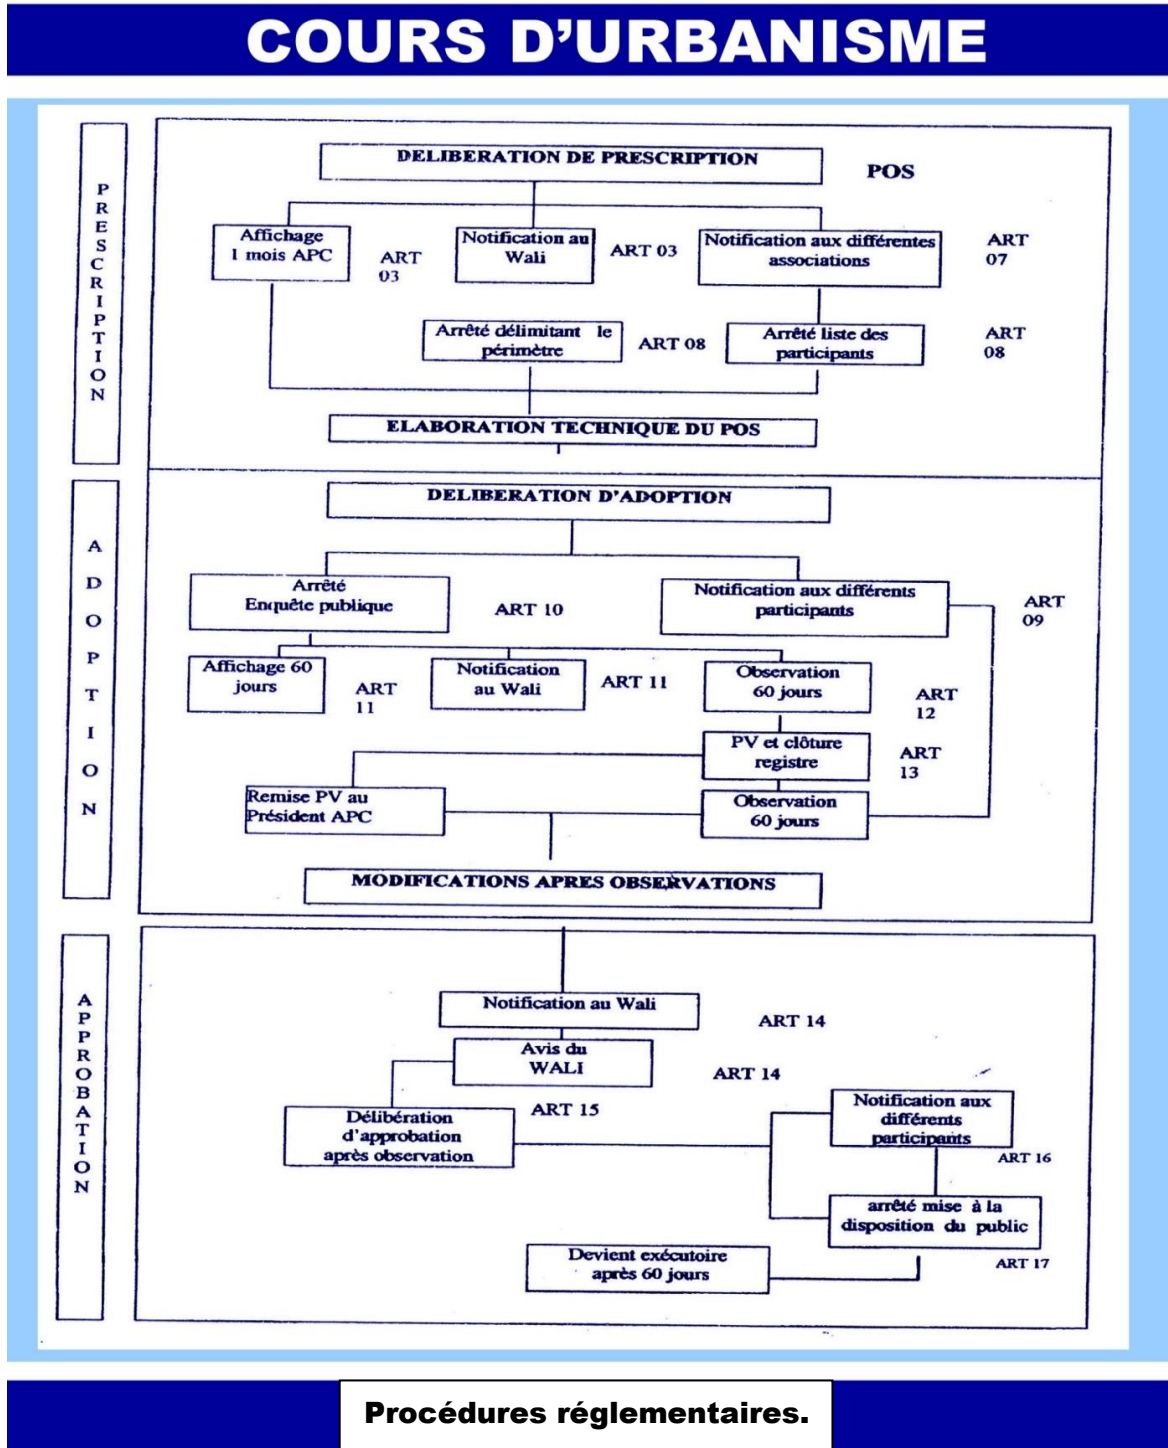 COURS D'URBANISME
PRESCRIPTION
DELIBERATION DE PRESCRIPTION
POS
Affichage
1 mois APC
ART
03
Notification au
Wali
ART 03
Notification aux différentes
associations
ART
07
Arrêté délimitant le
périmètre
ART 08
Arrêté liste des
participants
ART
08
ELABORATION TECHNIQUE DU POS
ADOPTION
DELIBERATION D'ADOPTION
Arrêté
Enquête publique
ART 10
Notification aux différents
participants
ART
09
Affichage 60
jours
ART
11
Notification
au Wali
ART 11
Observation
60 jours
ART
12
PV et clôture
registre
ART
13
Remise PV au
Président APC
Observation
60 jours
MODIFICATIONS APRES OBSERVATIONS
APPROBATION
Notification au Wali
ART 14
Avis du
WALI
ART 14
Délibération
d'approbation
après observation
ART 15
Notification aux
différents
participants
ART 16
arrêté mise à la
disposition du public
ART 17
Devient exécutoire
après 60 jours
Procédures réglementaires.